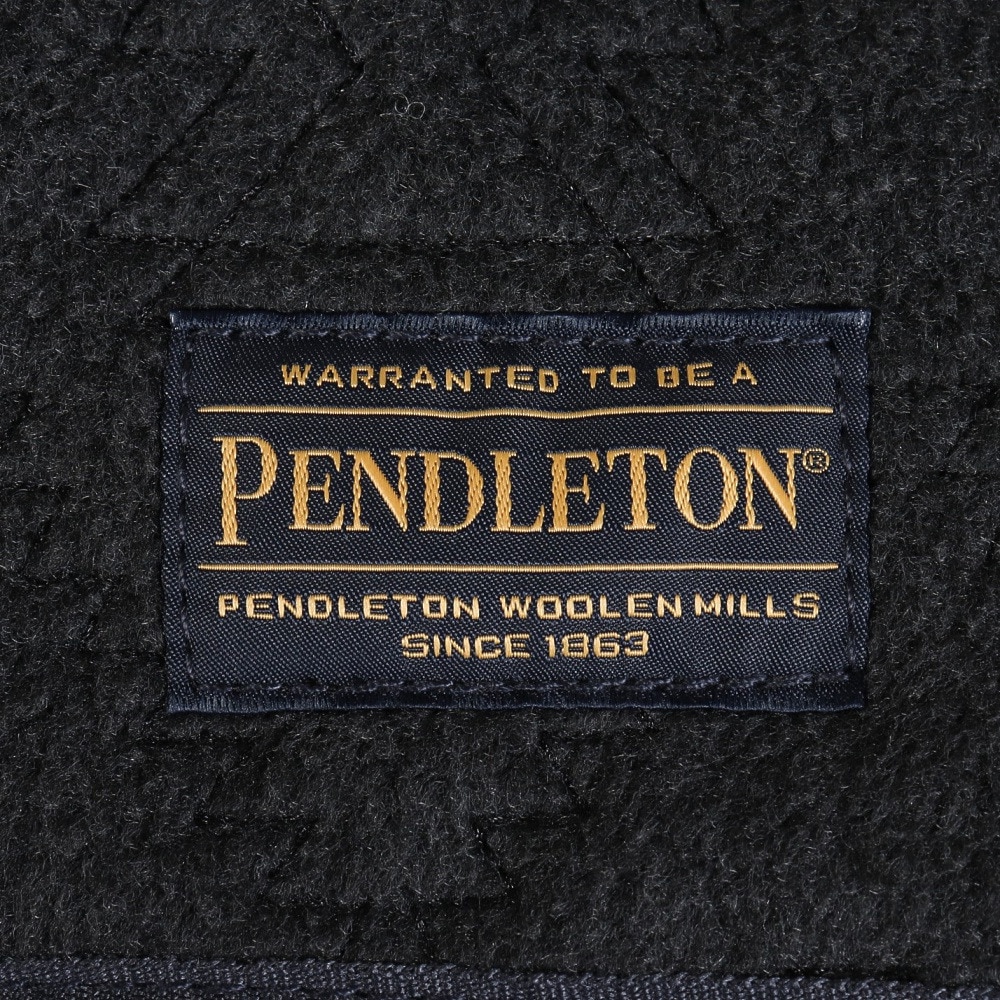 WARRANTED TO BE A
PENDLETON®
PENDLETON WOOLEN MILLS
SINCE 1863